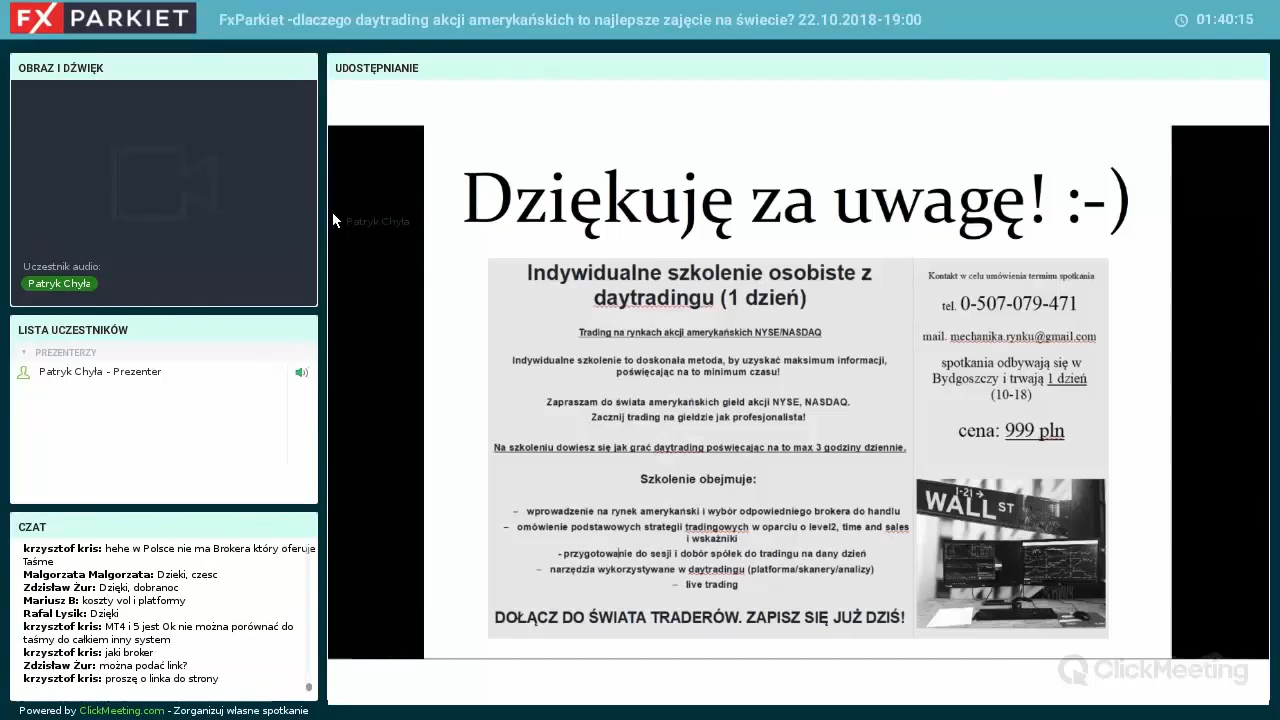 FX PARKIET
FxParkiet -dlaczego daytrading akcji amerykańskich to najlepsze zajęcie na świecie? 22.10.2018-19:00
01:40:15
OBRAZ I DŹWIĘK
Uczestnik audio:
Patryk Chyła
LISTA UCZESTNIKÓW
PREZENTERZY
Patryk Chyła - Prezenter
CZAT
krzysztof kris: hehe w Polsce nie ma Brokera który oferuje
Taśme
Malgorzata Malgorzata: Dzieki, czesc
Zdzisław Żur: Dzięki, dobranoc
Mariusz B: koszty vol i platformy
Rafal Lysik: Dzięki
krzysztof kris: MT4 i 5 jest Ok nie można porównać do
taśmy do całkiem inny system
krzysztof kris: jaki broker
Zdzisław Żur: można podać link?
krzysztof kris: proszę o linka do strony
Powered by ClickMeeting.com - Zorganizuj własne spotkanie
UDOSTĘPNIANIE
Patryk Chyła
Dziękuję za uwagę! :-)
Indywidualne szkolenie osobiste z
daytradingu (1 dzień)
Trading na rynkach akcji amerykańskich NYSE/NASDAQ
Indywidualne szkolenie to doskonała metoda, by uzyskać maksimum informacji,
poświęcając na to minimum czasu!
Zapraszam do świata amerykańskich giełd akcji NYSE, NASDAQ.
Zacznij trading na giełdzie jak profesjonalista!
Na szkoleniu dowiesz się jak grać daytrading poświęcając na to max 3 godziny dziennie.
Szkolenie obejmuje:
– wprowadzenie na rynek amerykański i wybór odpowiedniego brokera do handlu
– omówienie podstawowych strategii tradingowych w oparciu o level2, time and sales
i wskaźniki
- przygotowanie do sesji i dobór spółek do tradingu na dany dzień
– narzędzia wykorzystywane w daytradingu (platforma/skanery/analizy)
– live trading
DOŁĄCZ DO ŚWIATA TRADERÓW. ZAPISZ SIĘ JUŻ DZIŚ!
Kontakt w celu umówienia terminu spotkania
tel. 0-507-079-471
mail. mechanika.rynku@gmail.com
spotkania odbywają się w
Bydgoszczy i trwają 1 dzień
(10-18)
cena: 999 pln
1-21
WALL ST
ClickMeeting